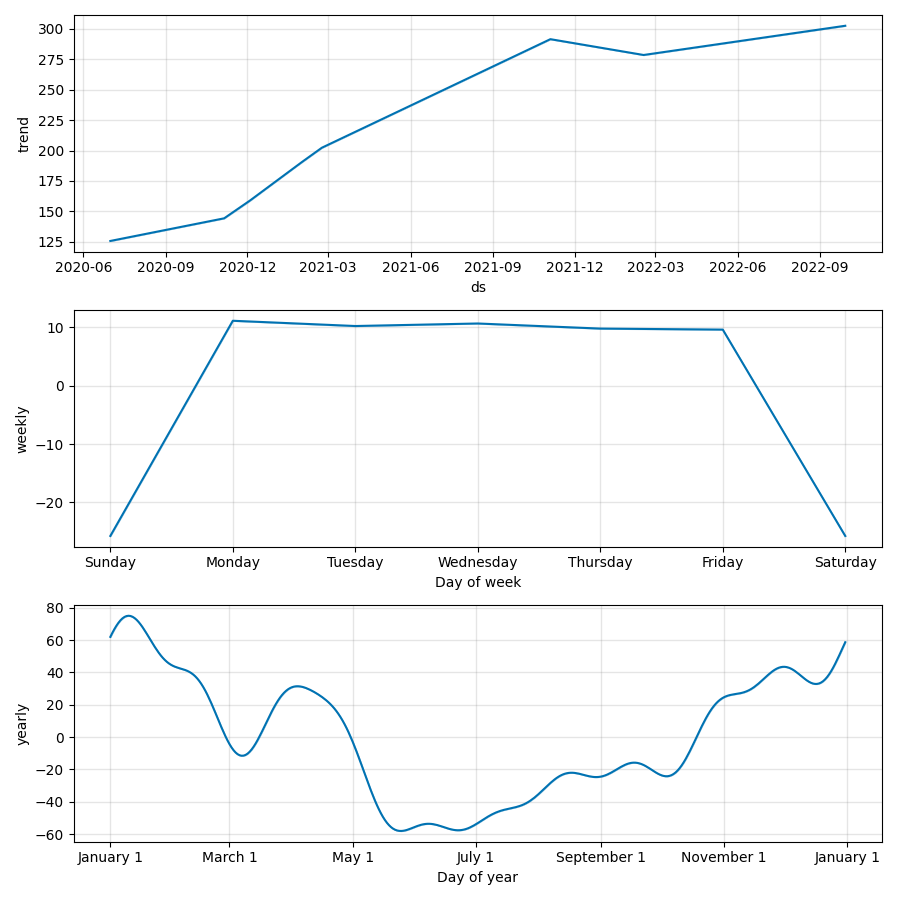 300
275
250
225
200
175
150
125
trend
2020-06 2020-09 2020-12 2021-03 2021-06 2021-09 2021-12 2022-03 2022-06 2022-09
ds
10
0
−10
−20
weekly
Sunday Monday Tuesday Wednesday Thursday Friday Saturday
Day of week
80
60
40
20
0
−20
−40
−60
yearly
January 1 March 1 May 1 July 1 September 1 November 1 January 1
Day of year